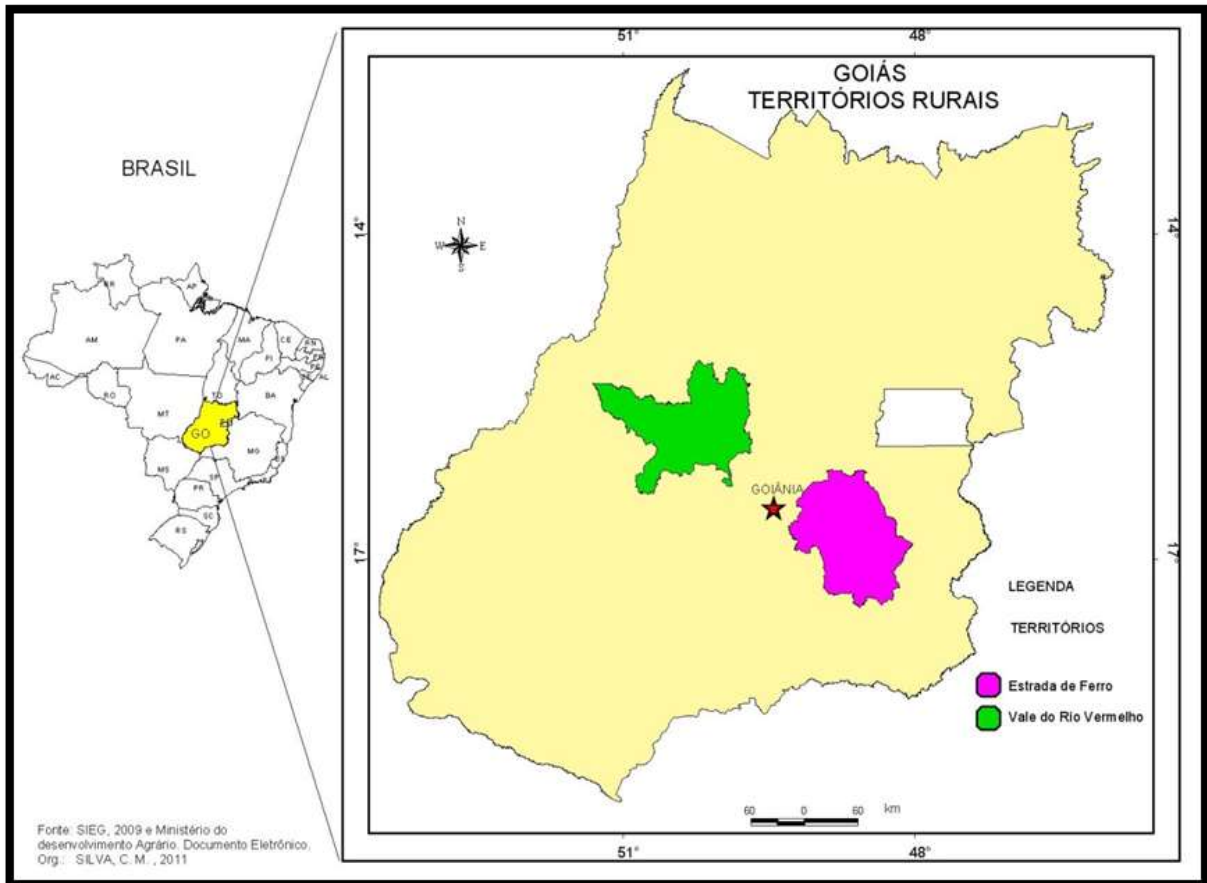 BRASIL
RR
AP
AM
PA
MA
CE
RN
PI
AC
RO
TO
AL
MT
BA
GO
MG
MS
ES
SP
PR
SC
RS
Fonte: SIEG, 2009 e Ministério do
desenvolvimento Agrário. Documento Eletrônico.
Org.: SILVA, C. M. , 2011
51° 48°
GOIÁS
TERRITÓRIOS RURAIS
N
W E
S
14° 14°
GOIÂNIA
17° 17°
LEGENDA
TERRITÓRIOS
Estrada de Ferro
Vale do Rio Vermelho
60 0 60 km
51° 48°